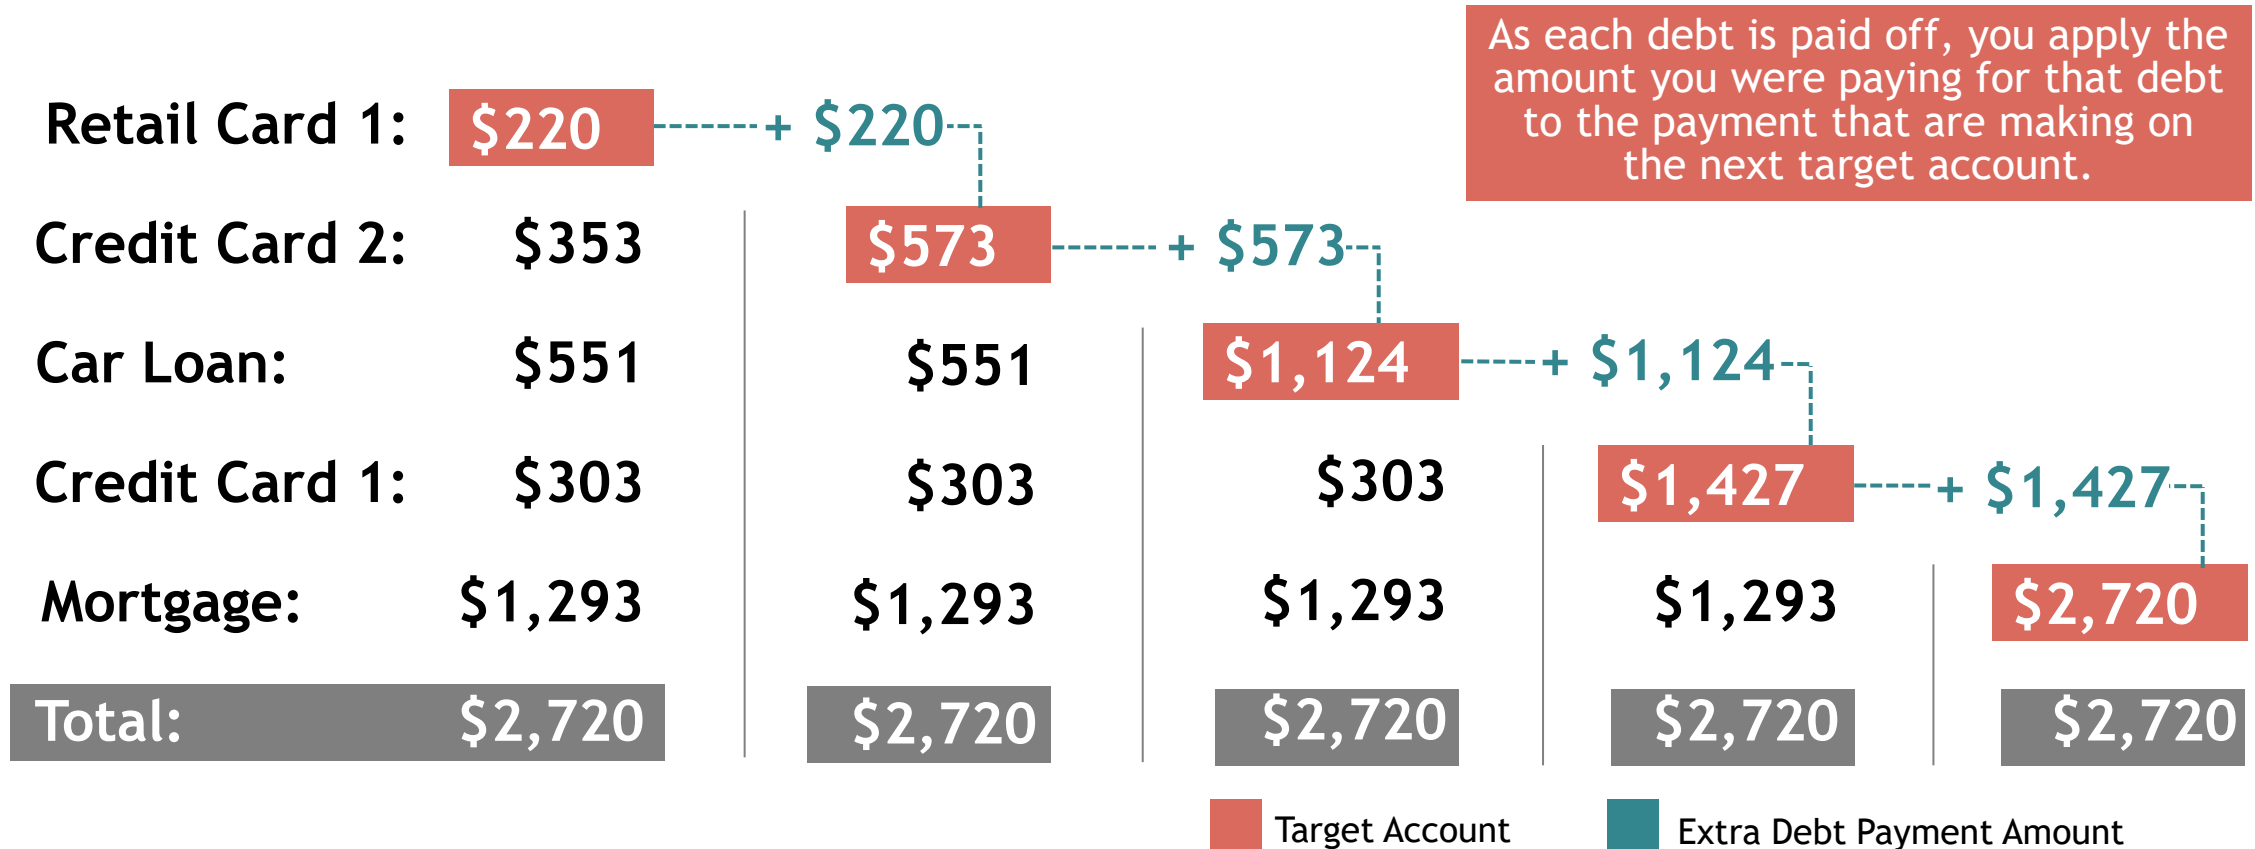 As each debt is paid off, you apply the
amount you were paying for that debt
to the payment that are making on
the next target account.
Retail Card 1: $220 + $220
Credit Card 2: $353 $573 + $573
Car Loan: $551 $551 $1,124 + $1,124
Credit Card 1: $303 $303 $303 $1,427 + $1,427
Mortgage: $1,293 $1,293 $1,293 $1,293 $2,720
Total: $2,720 $2,720 $2,720 $2,720 $2,720
Target Account Extra Debt Payment Amount